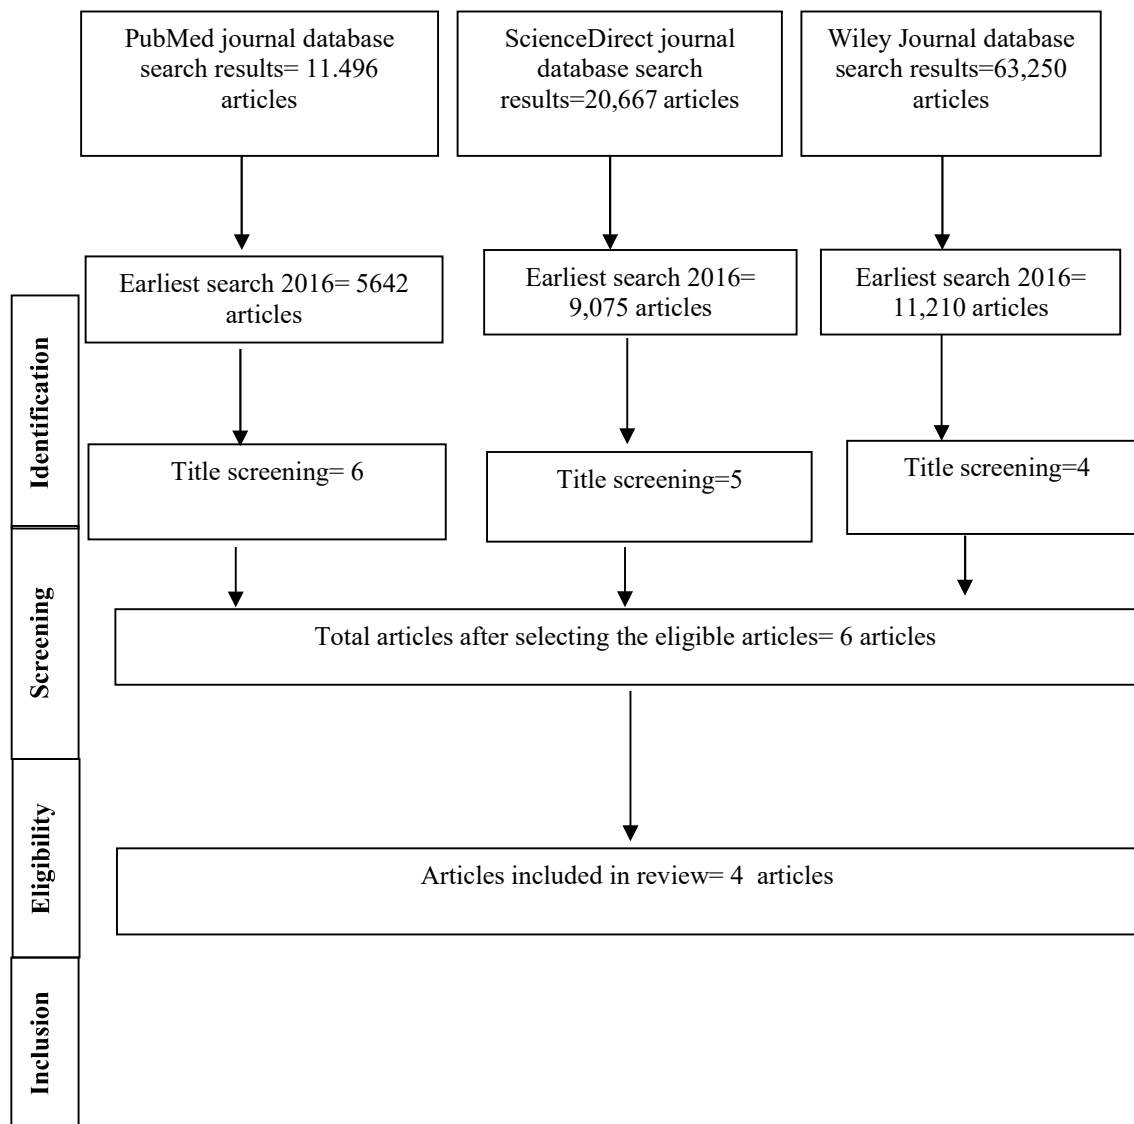 PubMed journal database
search results= 11.496
articles
ScienceDirect journal
database search
results=20,667 articles
Wiley Journal database
search results=63,250
articles
Earliest search 2016= 5642
articles
Earliest search 2016=
9,075 articles
Earliest search 2016=
11,210 articles
Identification
Title screening= 6
Title screening=5
Title screening=4
Screening
Total articles after selecting the eligible articles= 6 articles
Eligibility
Articles included in review= 4 articles
Inclusion